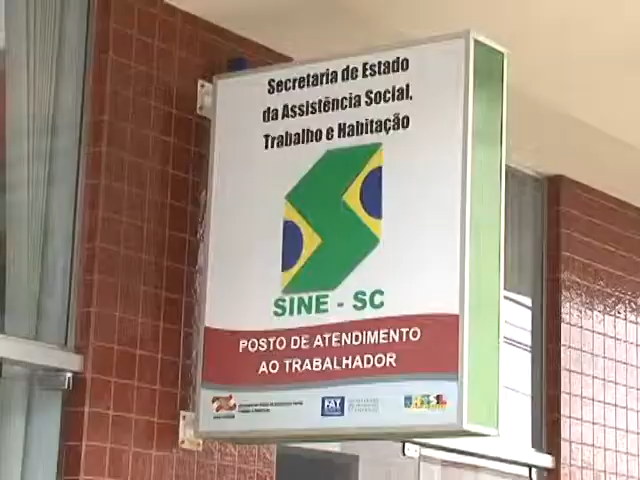 Secretaria de Estado
da Assistência Social,
Trabalho e Habitação
SINE - SC
POSTO DE ATENDIMENTO
AO TRABALHADOR
FAT